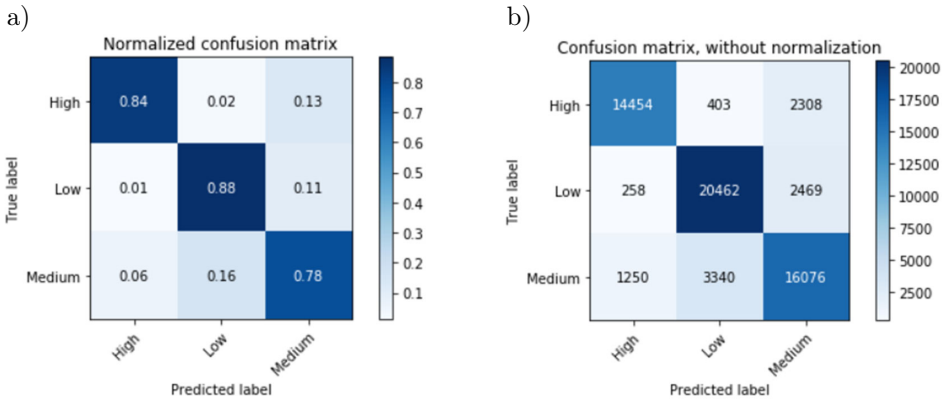 a)
Normalized confusion matrix
True label
High
Low
Medium
0.84 0.02 0.13
0.01 0.88 0.11
0.06 0.16 0.78
High Low Medium
Predicted label
0.8
0.7
0.6
0.5
0.4
0.3
0.2
0.1
b)
Confusion matrix, without normalization
True label
High
Low
Medium
14454 403 2308
258 20462 2469
1250 3340 16076
High Low Medium
Predicted label
20000
17500
15000
12500
10000
7500
5000
2500